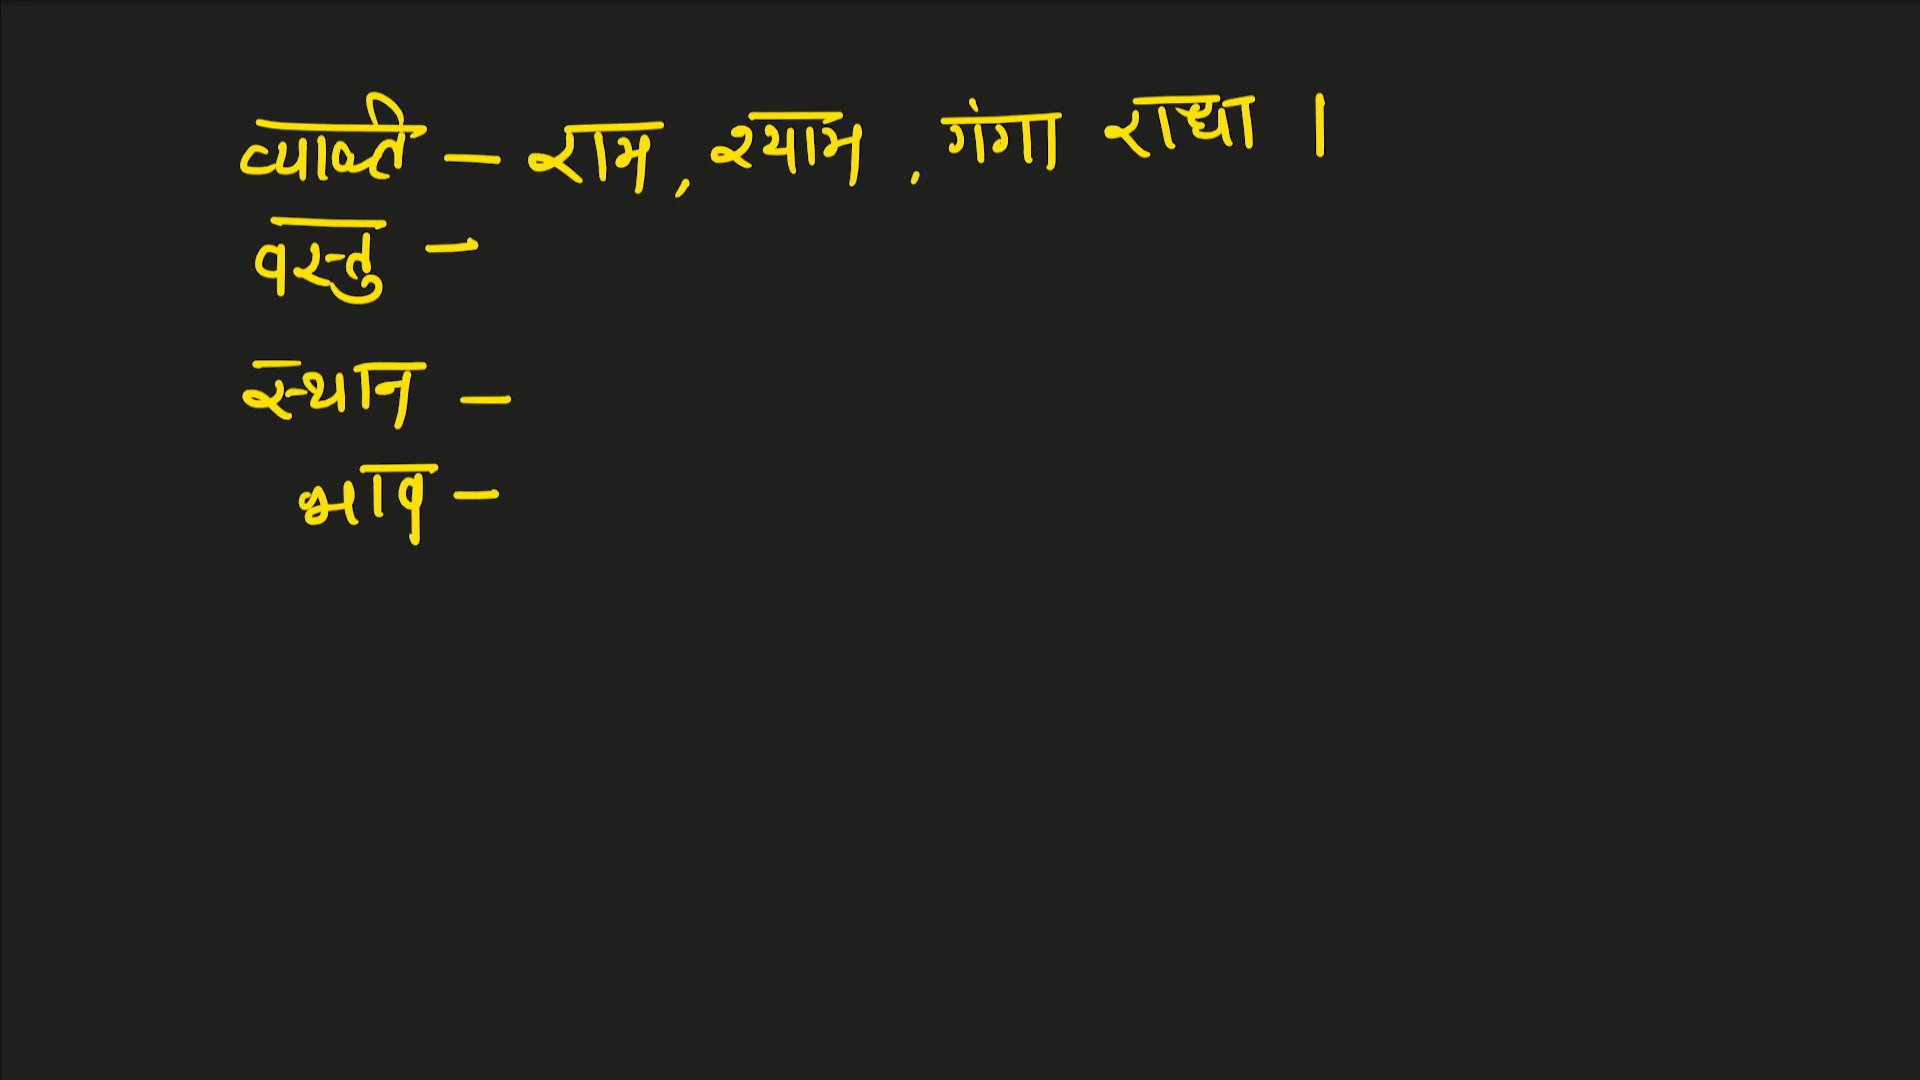 व्यक्ति – राम, श्याम, गंगा राधा ।
वस्तु –
स्थान –
भाव –